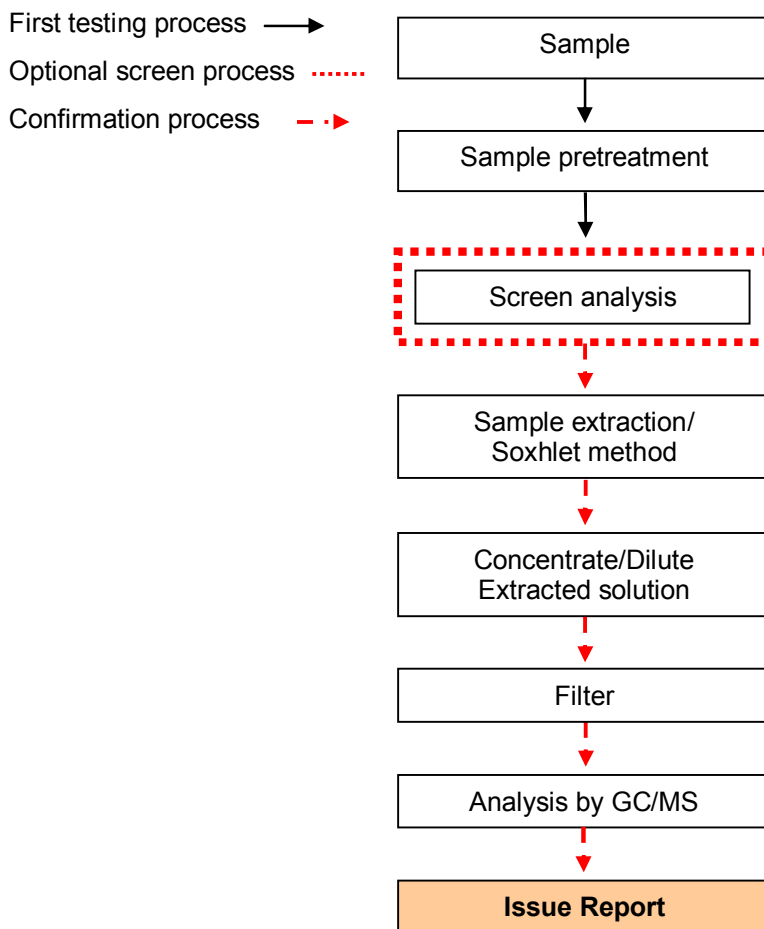 First testing process
Optional screen process
Confirmation process
Sample
Sample pretreatment
Screen analysis
Sample extraction/
Soxhlet method
Concentrate/Dilute
Extracted solution
Filter
Analysis by GC/MS
Issue Report